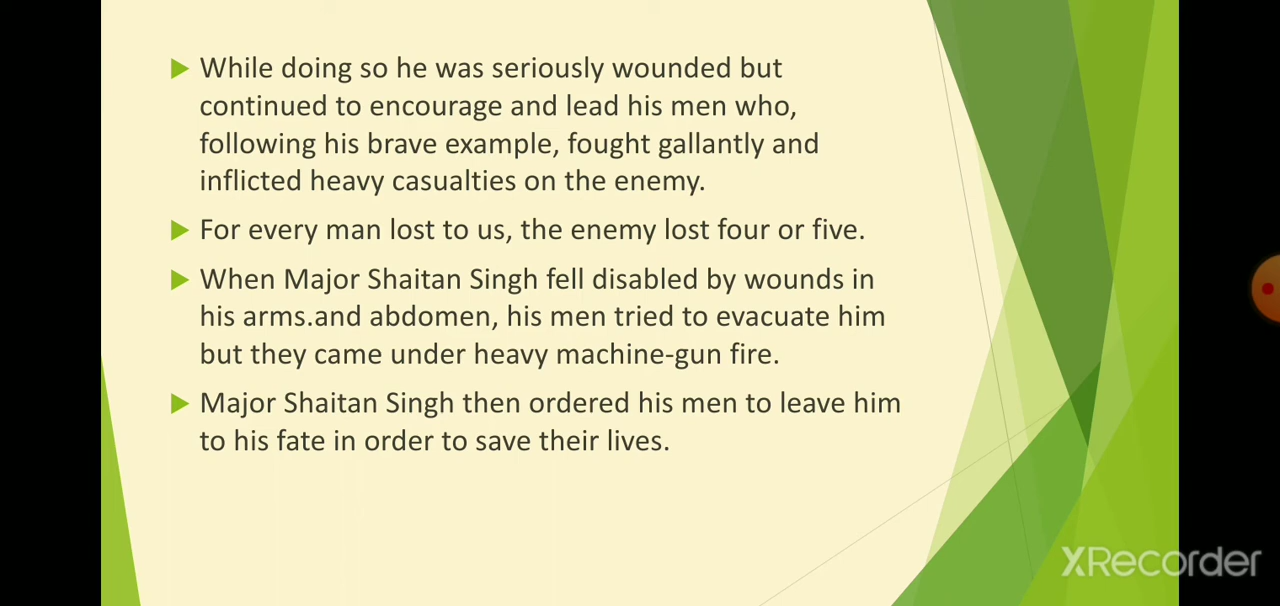 While doing so he was seriously wounded but
continued to encourage and lead his men who,
following his brave example, fought gallantly and
inflicted heavy casualties on the enemy.
For every man lost to us, the enemy lost four or five.
When Major Shaitan Singh fell disabled by wounds in
his arms.and abdomen, his men tried to evacuate him
but they came under heavy machine-gun fire.
Major Shaitan Singh then ordered his men to leave him
to his fate in order to save their lives.
XRecorder